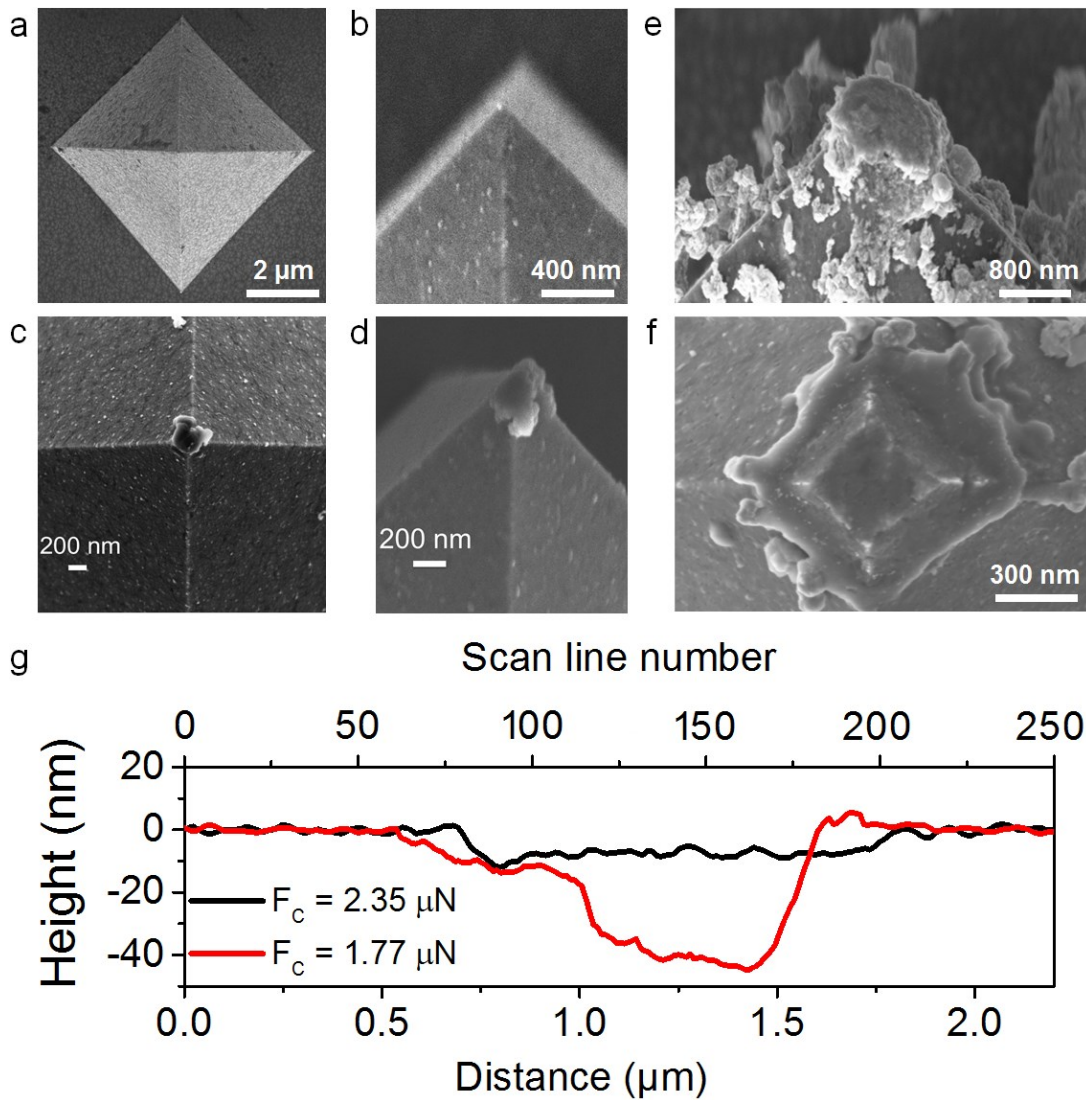 a
b
e
2 µm
400 nm
800 nm
c
d
f
200 nm
200 nm
300 nm
g
Scan line number
0 50 100 150 200 250
Height (nm)
20
0
-20
-40
F_C = 2.35 µN
F_C = 1.77 µN
0.0 0.5 1.0 1.5 2.0
Distance (µm)